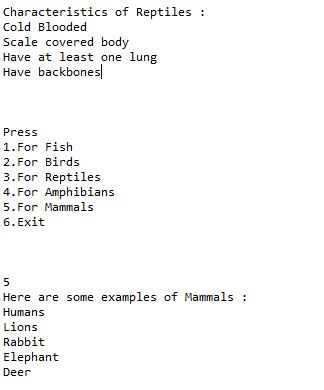 Characteristics of Reptiles :
Cold Blooded
Scale covered body
Have at least one lung
Have backbones
Press
1.For Fish
2.For Birds
3.For Reptiles
4.For Amphibians
5.For Mammals
6.Exit
5
Here are some examples of Mammals :
Humans
Lions
Rabbit
Elephant
Deer